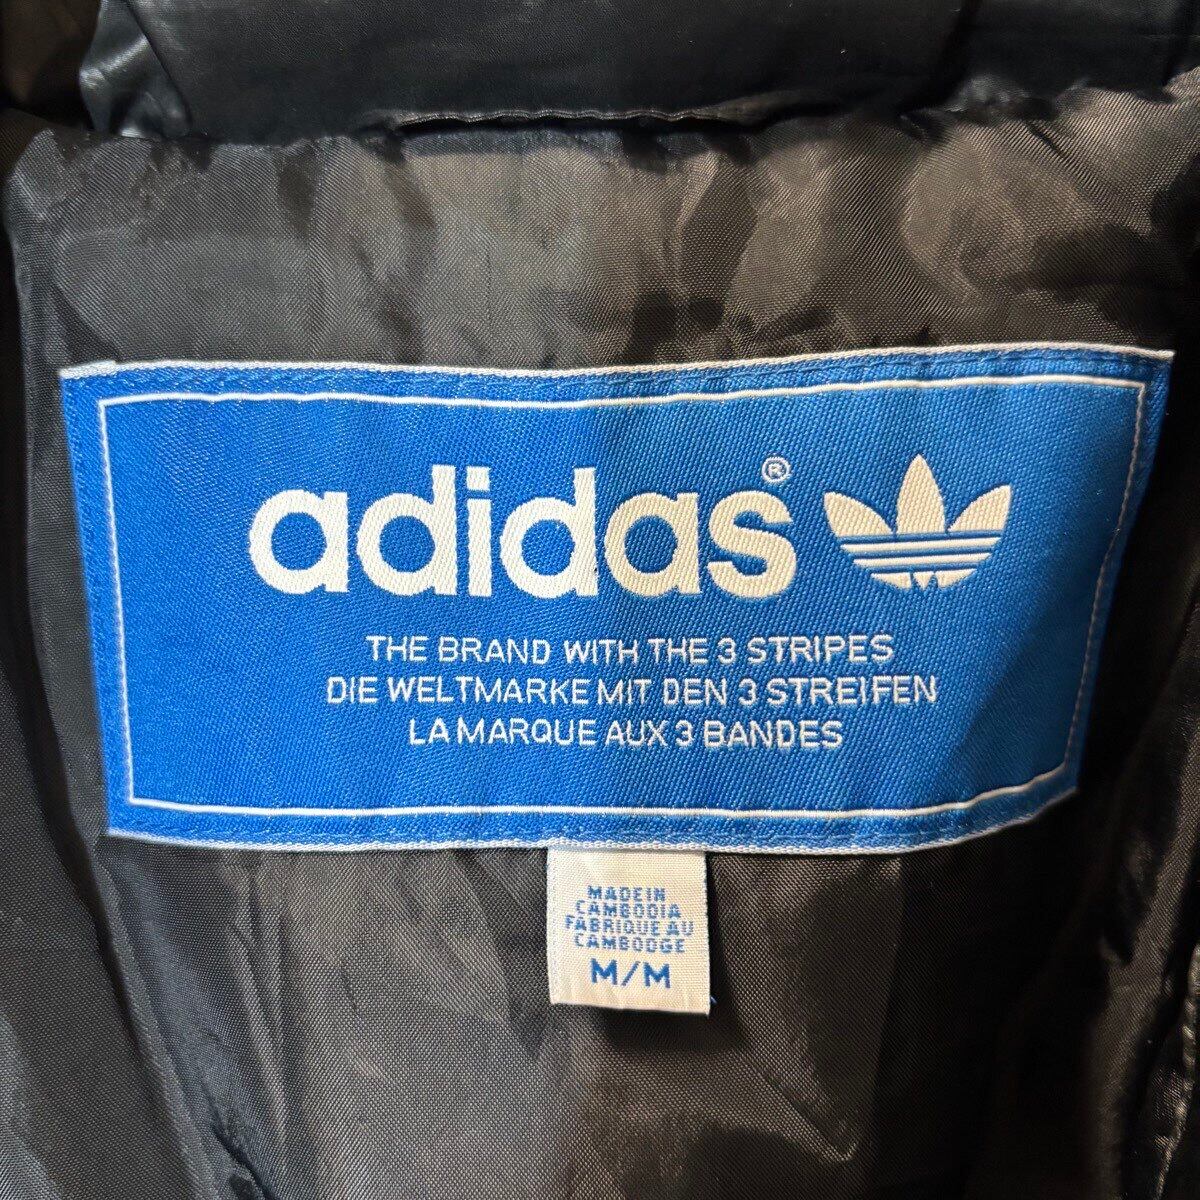 adidas®
THE BRAND WITH THE 3 STRIPES
DIE WELTMARKE MIT DEN 3 STREIFEN
LA MARQUE AUX 3 BANDES
MADE IN
CAMBODIA
FABRIQUE AU
CAMBODGE
M/M